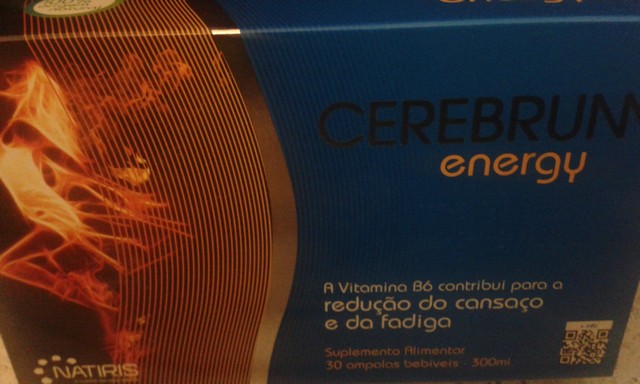 CEREBRUM
energy
A Vitamina B6 contribui para a
redução do cansaço
e da fadiga
Suplemento Alimentar
30 ampolas bebíveis - 300ml
NATIRIS